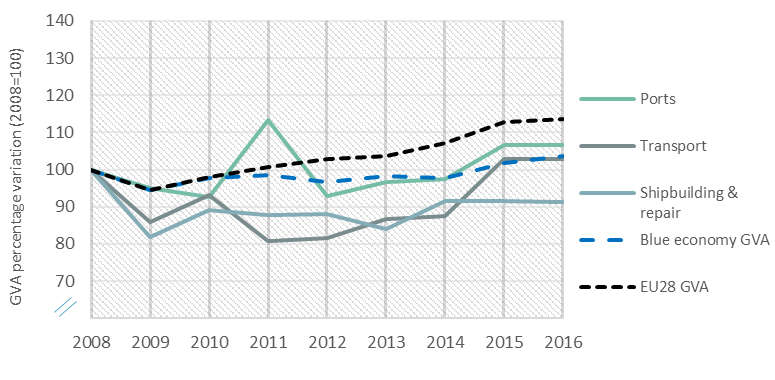 GVA percentage variation (2008=100)
140
130
120
110
100
90
80
70
2008 2009 2010 2011 2012 2013 2014 2015 2016
Ports
Transport
Shipbuilding &
repair
Blue economy GVA
EU28 GVA